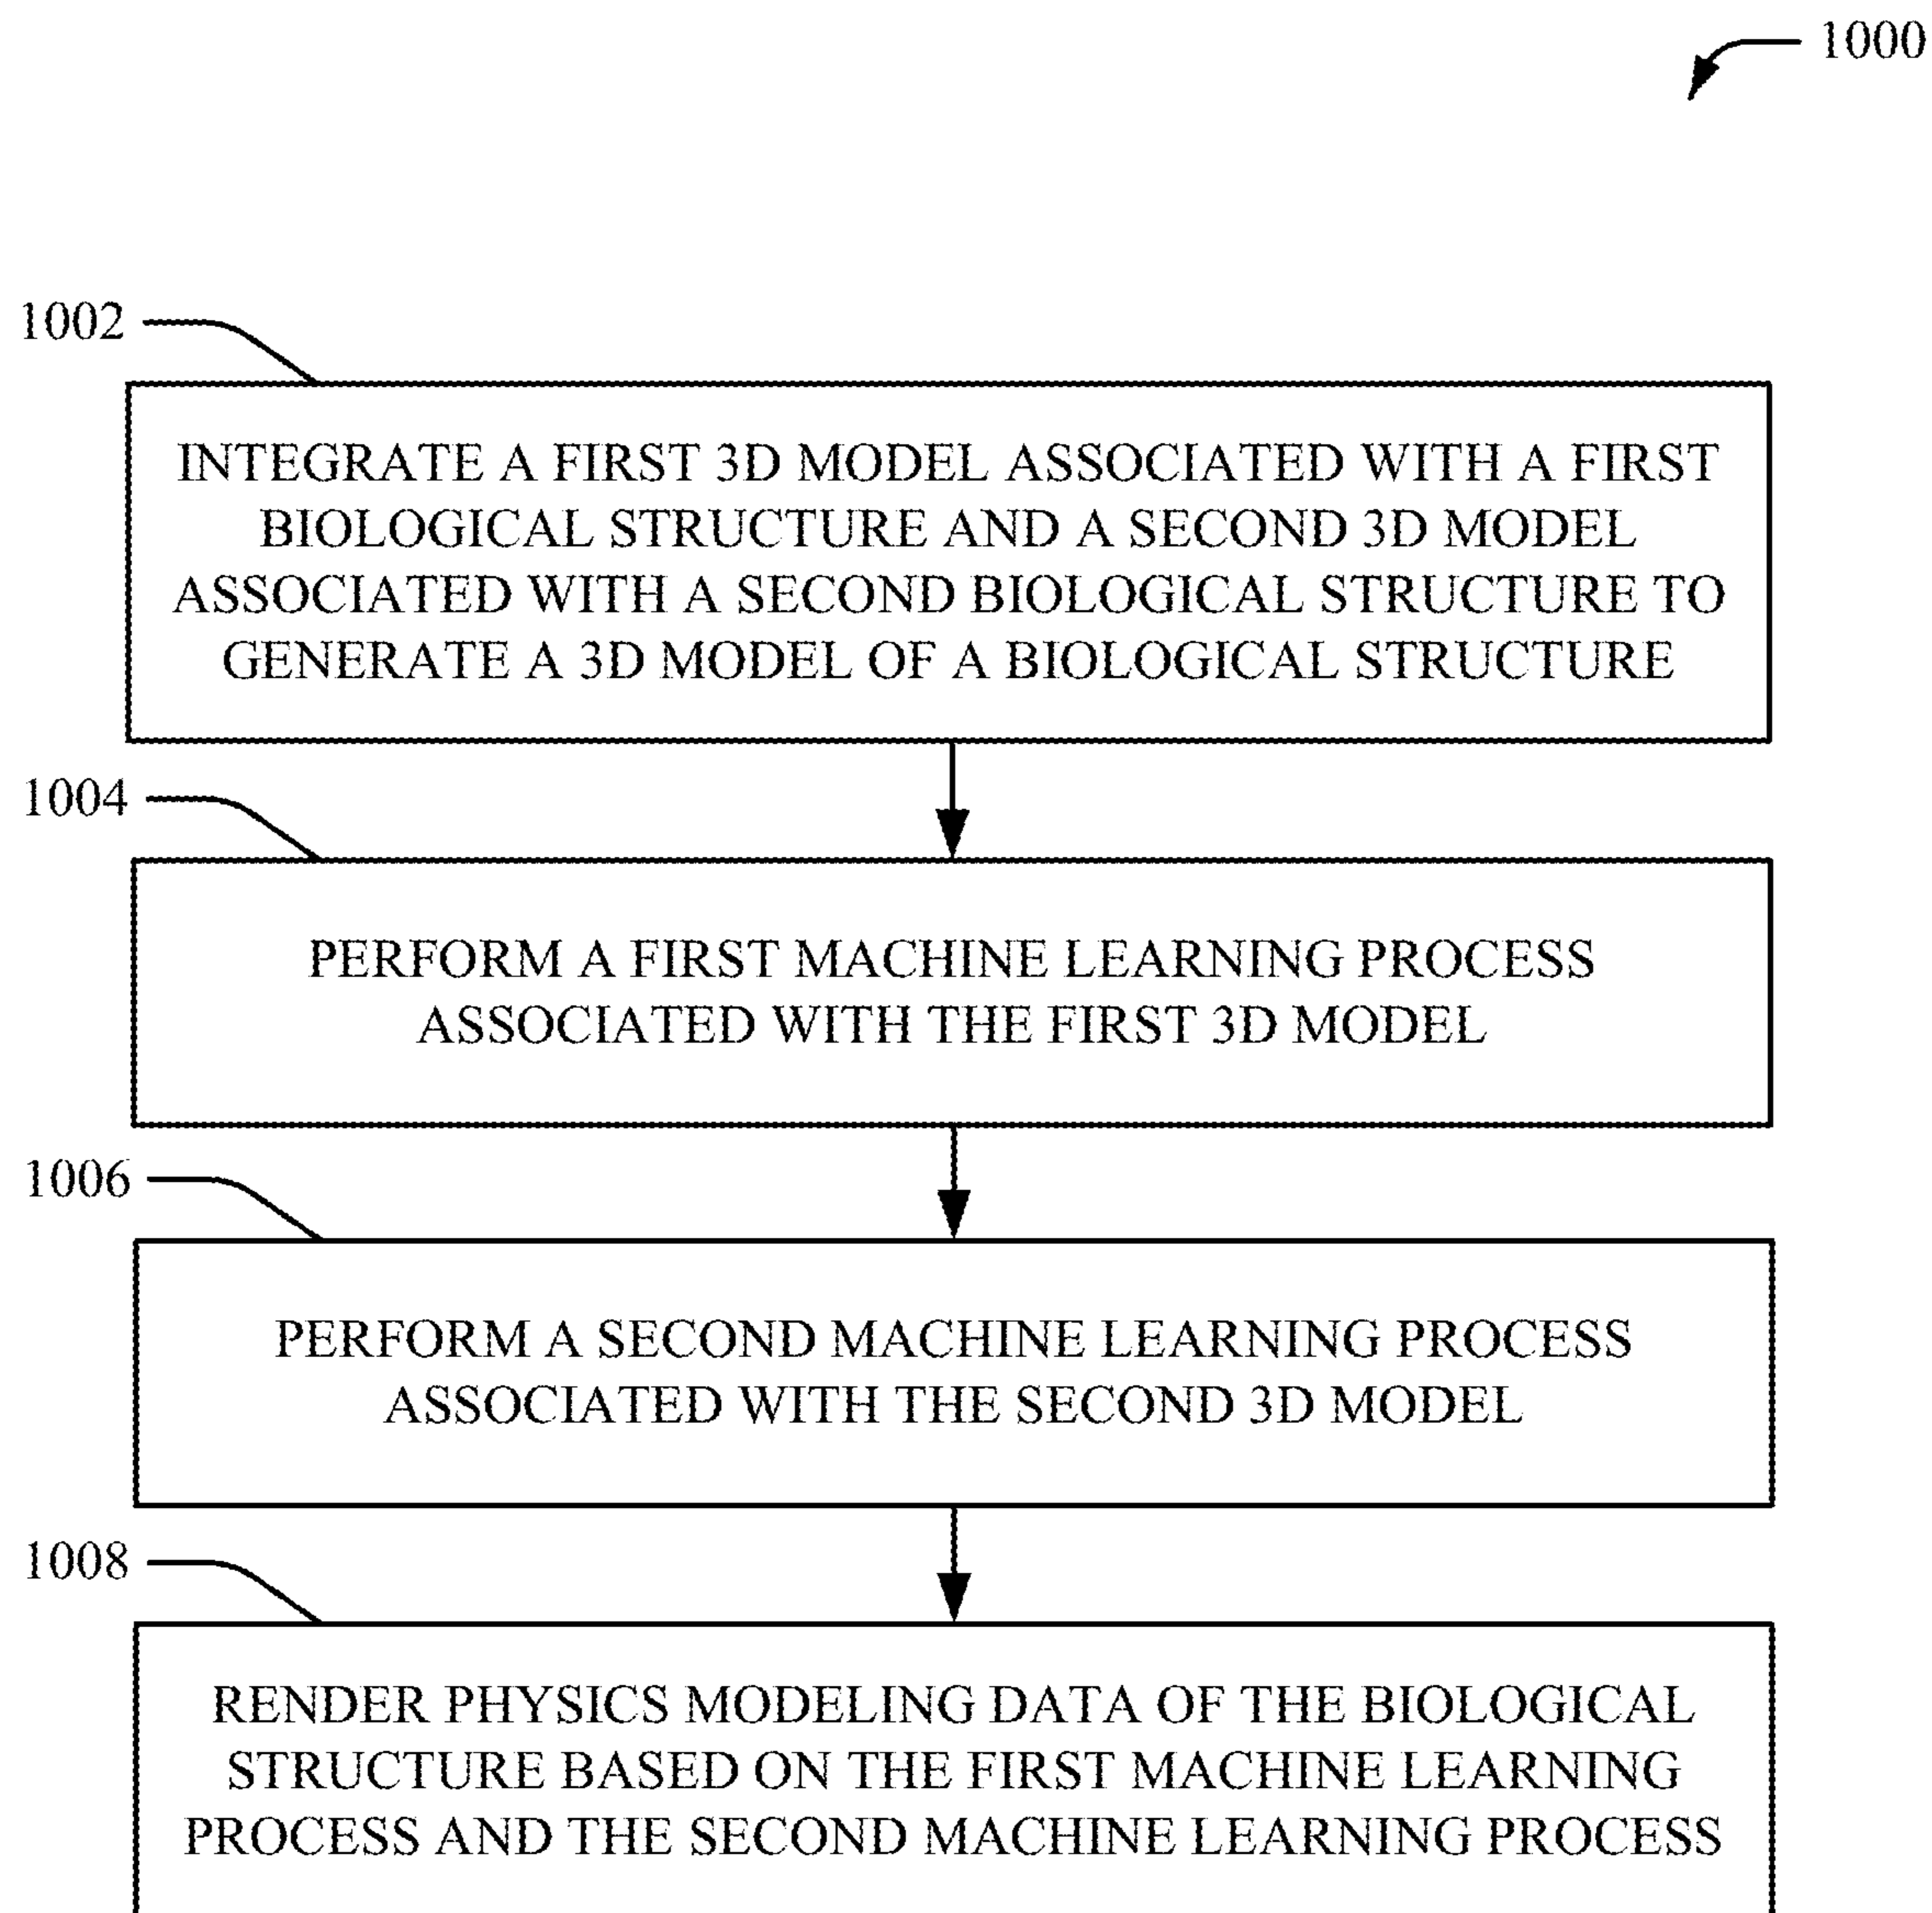 1000
1002
INTEGRATE A FIRST 3D MODEL ASSOCIATED WITH A FIRST
BIOLOGICAL STRUCTURE AND A SECOND 3D MODEL
ASSOCIATED WITH A SECOND BIOLOGICAL STRUCTURE TO
GENERATE A 3D MODEL OF A BIOLOGICAL STRUCTURE
1004
PERFORM A FIRST MACHINE LEARNING PROCESS
ASSOCIATED WITH THE FIRST 3D MODEL
1006
PERFORM A SECOND MACHINE LEARNING PROCESS
ASSOCIATED WITH THE SECOND 3D MODEL
1008
RENDER PHYSICS MODELING DATA OF THE BIOLOGICAL
STRUCTURE BASED ON THE FIRST MACHINE LEARNING
PROCESS AND THE SECOND MACHINE LEARNING PROCESS